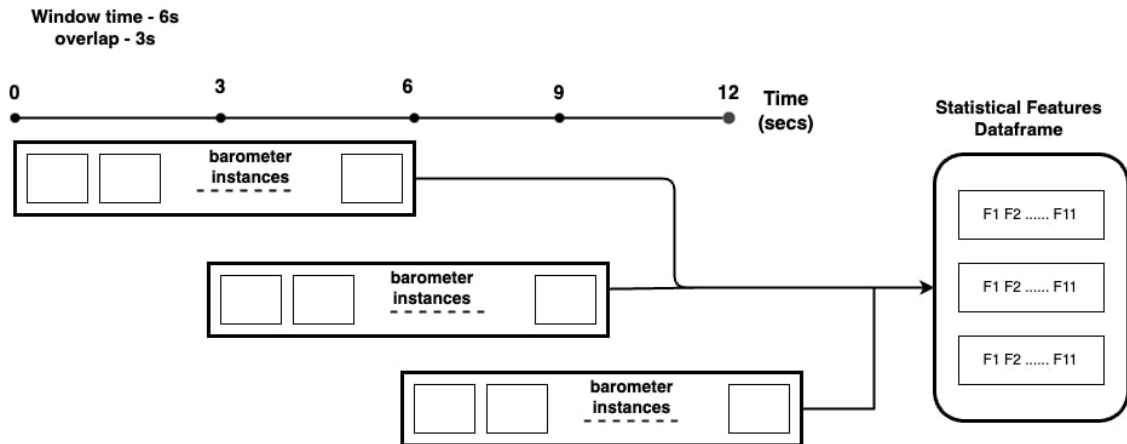 Window time - 6s
overlap - 3s
0
3
6
9
12
Time
(secs)
Statistical Features
Dataframe
barometer
instances
F1 F2 ...... F11
barometer
instances
F1 F2 ...... F11
F1 F2 ...... F11
barometer
instances